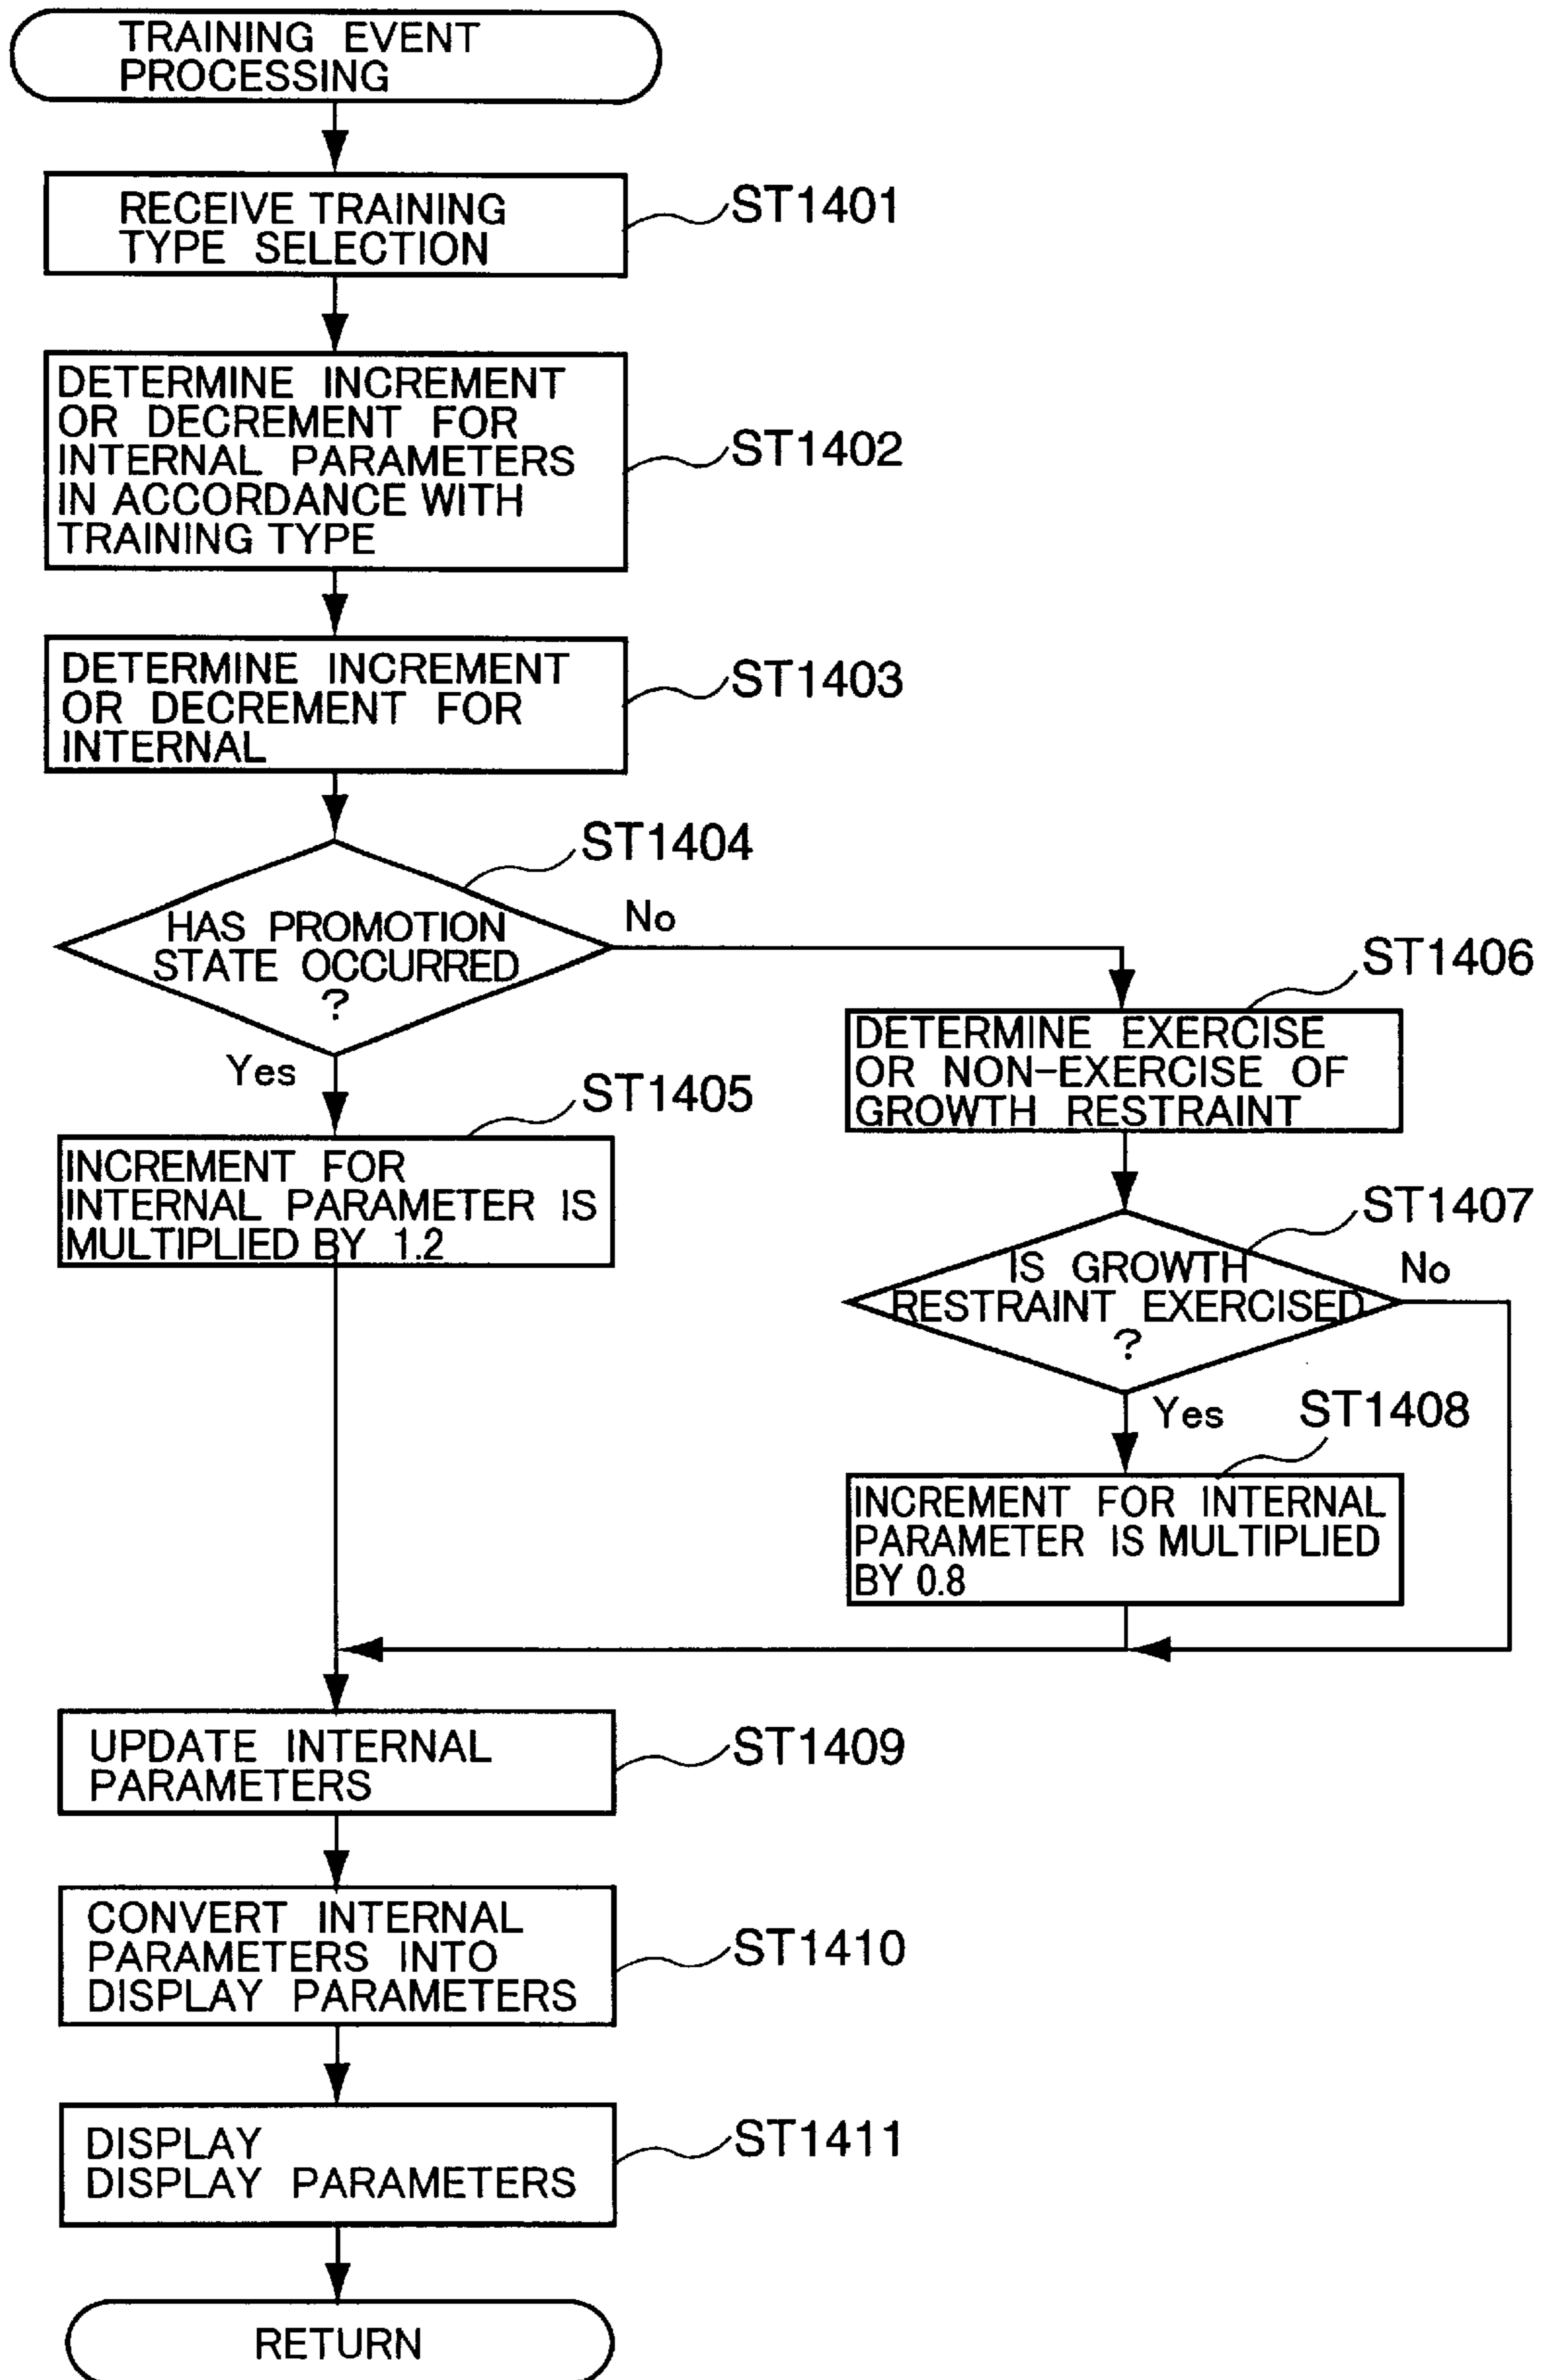 TRAINING EVENT
PROCESSING
RECEIVE TRAINING
TYPE SELECTION
ST1401
DETERMINE INCREMENT
OR DECREMENT FOR
INTERNAL PARAMETERS
IN ACCORDANCE WITH
TRAINING TYPE
ST1402
DETERMINE INCREMENT
OR DECREMENT FOR
INTERNAL
ST1403
HAS PROMOTION
STATE OCCURRED
?
ST1404
No
Yes
INCREMENT FOR
INTERNAL PARAMETER IS
MULTIPLIED BY 1.2
ST1405
DETERMINE EXERCISE
OR NON-EXERCISE OF
GROWTH RESTRAINT
ST1406
IS GROWTH
RESTRAINT EXERCISED
?
ST1407
No
Yes
INCREMENT FOR INTERNAL
PARAMETER IS MULTIPLIED
BY 0.8
ST1408
UPDATE INTERNAL
PARAMETERS
ST1409
CONVERT INTERNAL
PARAMETERS INTO
DISPLAY PARAMETERS
ST1410
DISPLAY
DISPLAY PARAMETERS
ST1411
RETURN